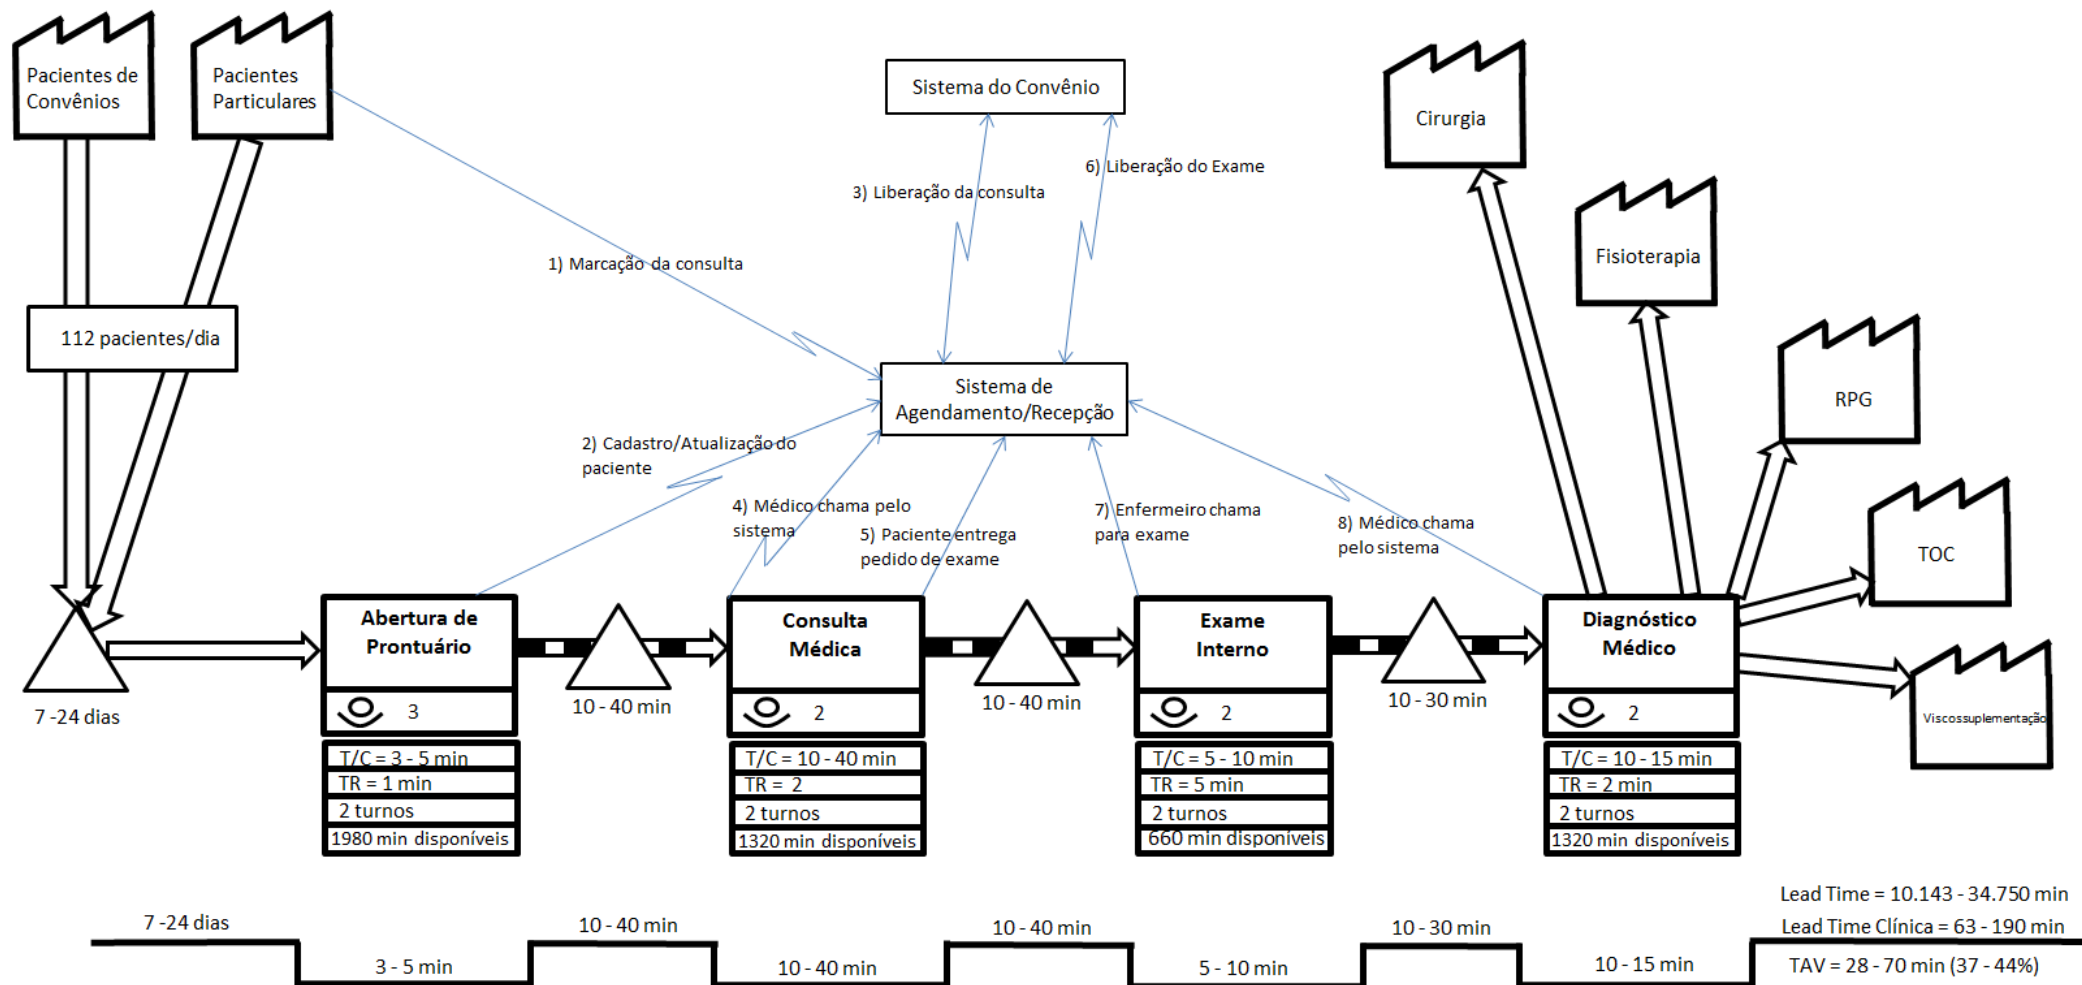 Pacientes de
Convênios
Pacientes
Particulares
112 pacientes/dia
Sistema do Convênio
3) Liberação da consulta
6) Liberação do Exame
1) Marcação da consulta
Sistema de
Agendamento/Recepção
2) Cadastro/Atualização do
paciente
4) Médico chama pelo
sistema
5) Paciente entrega
pedido de exame
7) Enfermeiro chama
para exame
8) Médico chama
pelo sistema
Cirurgia
Fisioterapia
RPG
TOC
Viscossuplementação
7 -24 dias
Abertura de
Prontuário
3
T/C = 3 - 5 min
TR = 1 min
2 turnos
1980 min disponíveis
10 - 40 min
Consulta
Médica
2
T/C = 10 - 40 min
TR = 2
2 turnos
1320 min disponíveis
10 - 40 min
Exame
Interno
2
T/C = 5 - 10 min
TR = 5 min
2 turnos
660 min disponíveis
10 - 30 min
Diagnóstico
Médico
2
T/C = 10 - 15 min
TR = 2 min
2 turnos
1320 min disponíveis
7 -24 dias
3 - 5 min
10 - 40 min
10 - 40 min
10 - 40 min
5 - 10 min
10 - 30 min
10 - 15 min
Lead Time = 10.143 - 34.750 min
Lead Time Clínica = 63 - 190 min
TAV = 28 - 70 min (37 - 44%)